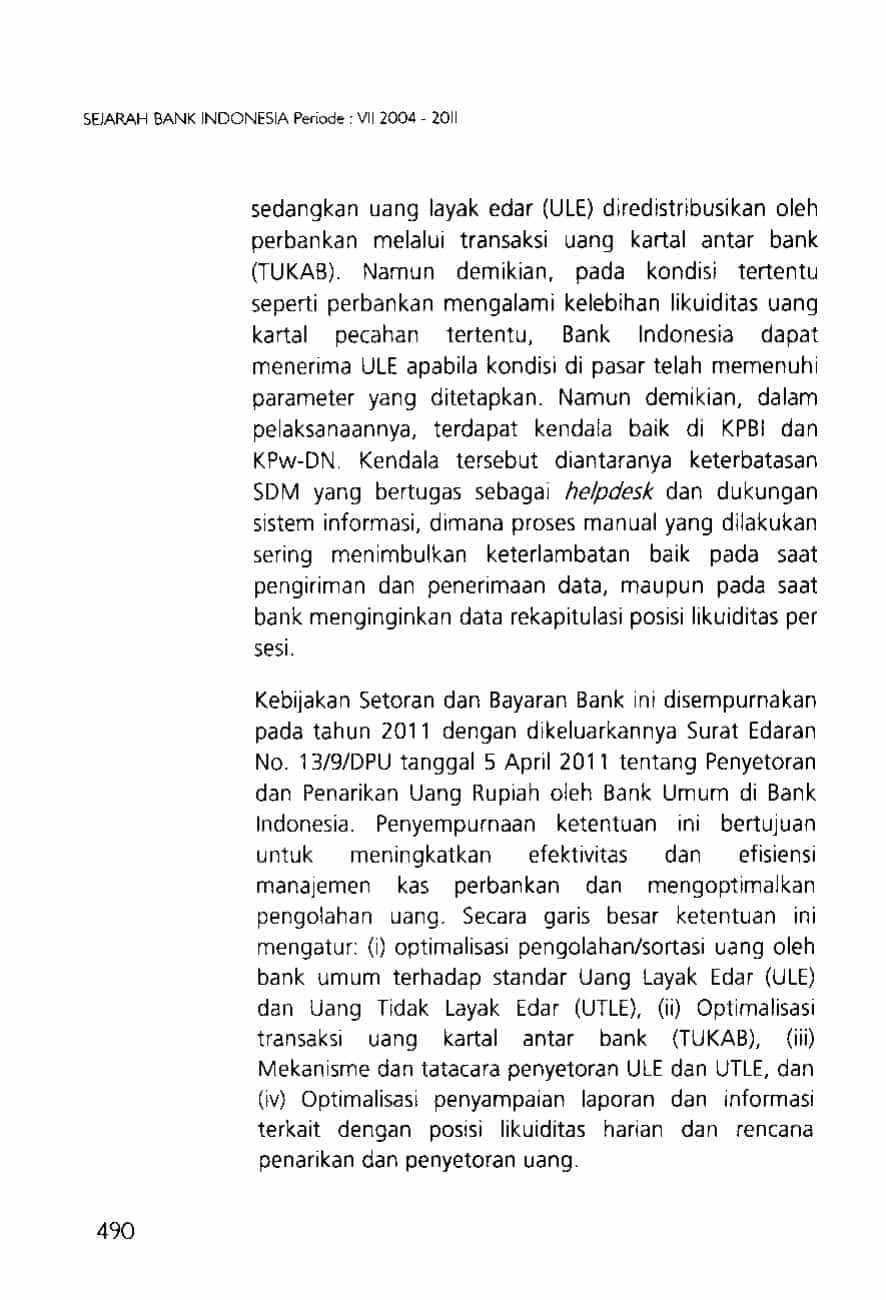 SEJARAH BANK INDONESIA Periode : VII 2004 - 2011
sedangkan uang layak edar (ULE) diredistribusikan oleh
perbankan melalui transaksi uang kartal antar bank
(TUKAB). Namun demikian, pada kondisi tertentu
seperti perbankan mengalami kelebihan likuiditas uang
kartal pecahan tertentu, Bank Indonesia dapat
menerima ULE apabila kondisi di pasar telah memenuhi
parameter yang ditetapkan. Namun demikian, dalam
pelaksanaannya, terdapat kendala baik di KPBI dan
KPw-DN. Kendala tersebut diantaranya keterbatasan
SDM yang bertugas sebagai helpdesk dan dukungan
sistem informasi, dimana proses manual yang dilakukan
sering menimbulkan keterlambatan baik pada saat
pengiriman dan penerimaan data, maupun pada saat
bank menginginkan data rekapitulasi posisi likuiditas per
sesi.
Kebijakan Setoran dan Bayaran Bank ini disempurnakan
pada tahun 2011 dengan dikeluarkannya Surat Edaran
No. 13/9/DPU tanggal 5 April 2011 tentang Penyetoran
dan Penarikan Uang Rupiah oleh Bank Umum di Bank
Indonesia. Penyempurnaan ketentuan ini bertujuan
untuk meningkatkan efektivitas dan efisiensi
manajemen kas perbankan dan mengoptimalkan
pengolahan uang. Secara garis besar ketentuan ini
mengatur: (i) optimalisasi pengolahan/sortasi uang oleh
bank umum terhadap standar Uang Layak Edar (ULE)
dan Uang Tidak Layak Edar (UTLE), (ii) Optimalisasi
transaksi uang kartal antar bank (TUKAB), (iii)
Mekanisme dan tatacara penyetoran ULE dan UTLE, dan
(iv) Optimalisasi penyampaian laporan dan informasi
terkait dengan posisi likuiditas harian dan rencana
penarikan dan penyetoran uang.
490